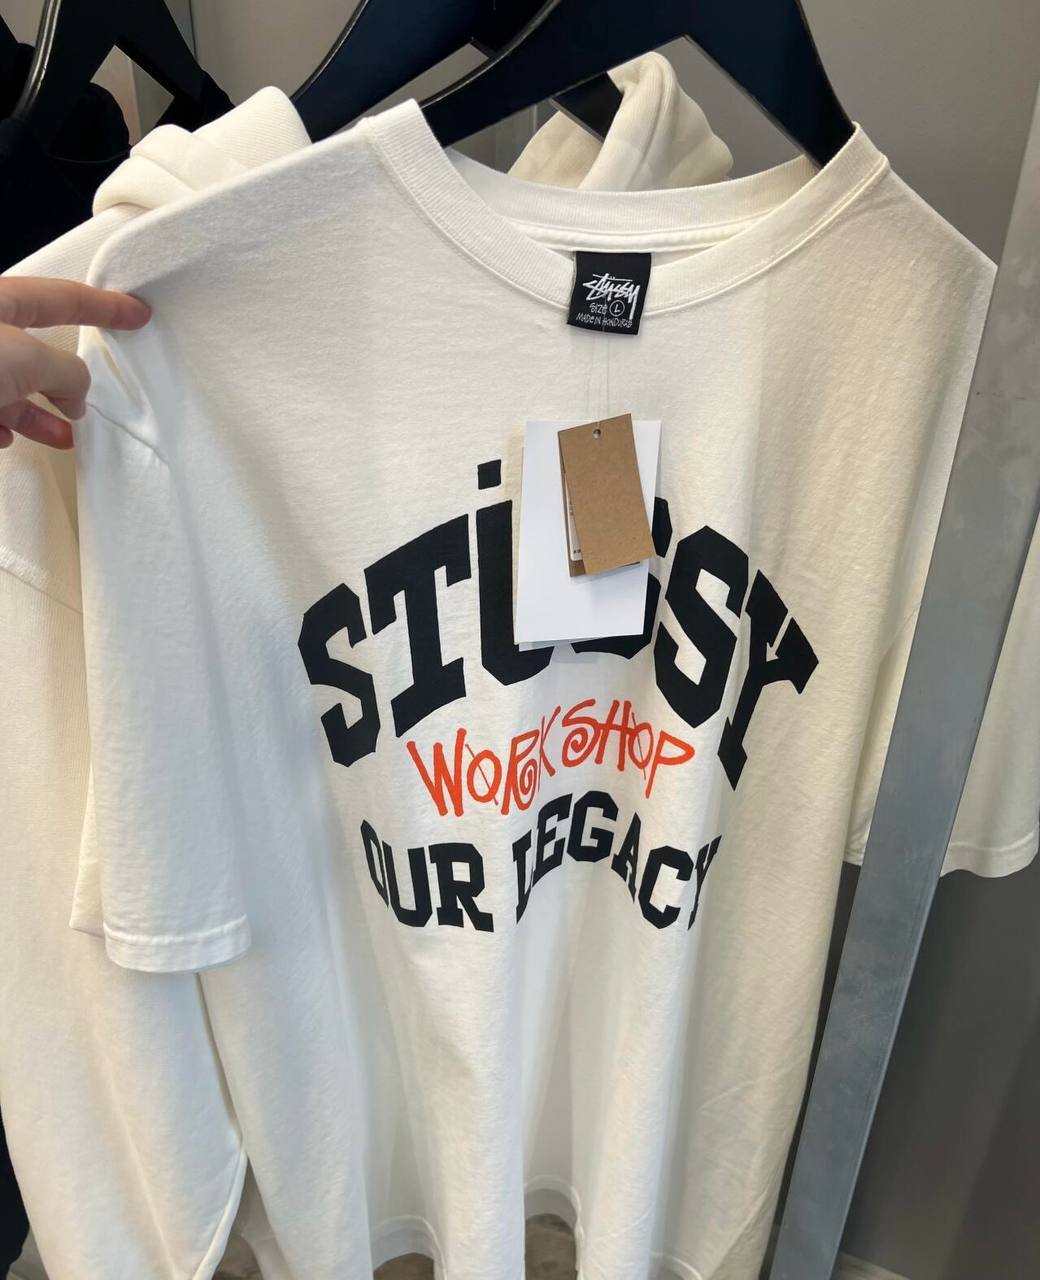 Stüssy
SIZE L
MADE IN HONDURAS
STÜSSY
WORKSHOP
OUR LEGACY